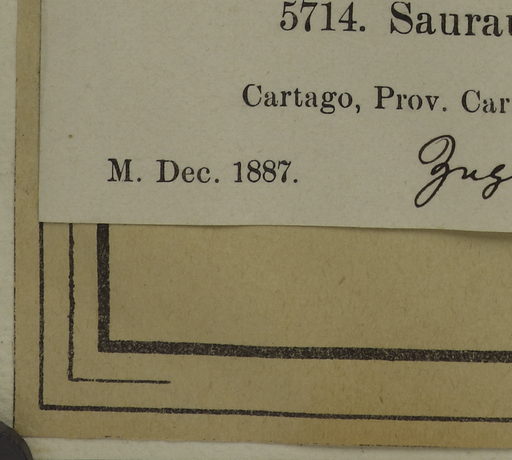 5714. Saurau
Cartago, Prov. Car
M. Dec. 1887.